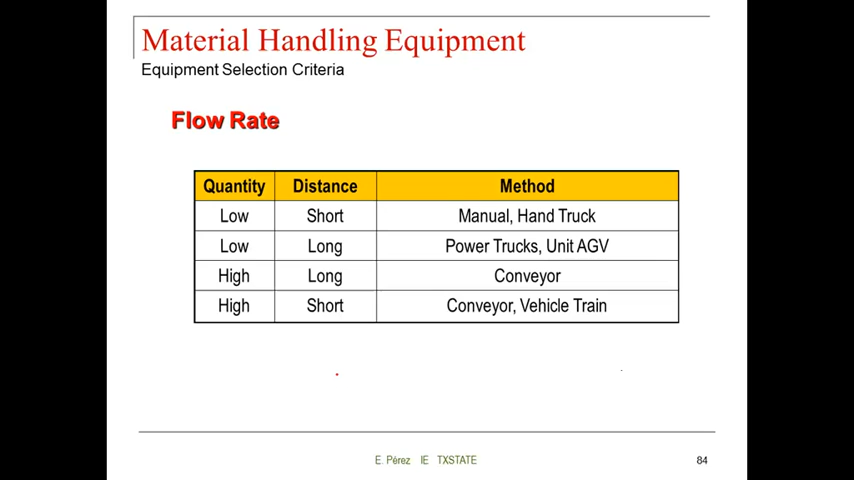 Material Handling Equipment
Equipment Selection Criteria
Flow Rate
Quantity Distance Method
Low Short Manual, Hand Truck
Low Long Power Trucks, Unit AGV
High Long Conveyor
High Short Conveyor, Vehicle Train
E. Pérez IE TXSTATE 84